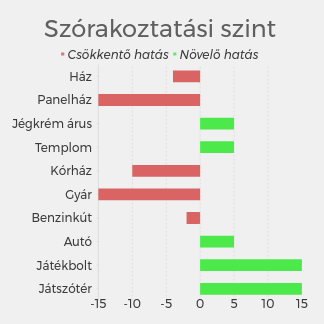 Szórakoztatási szint
Csökkentő hatás Növelő hatás
Ház
Panelház
Jégkrém árus
Templom
Kórház
Gyár
Benzinkút
Autó
Játékbolt
Játszótér
-15 -10 -5 0 5 10 15